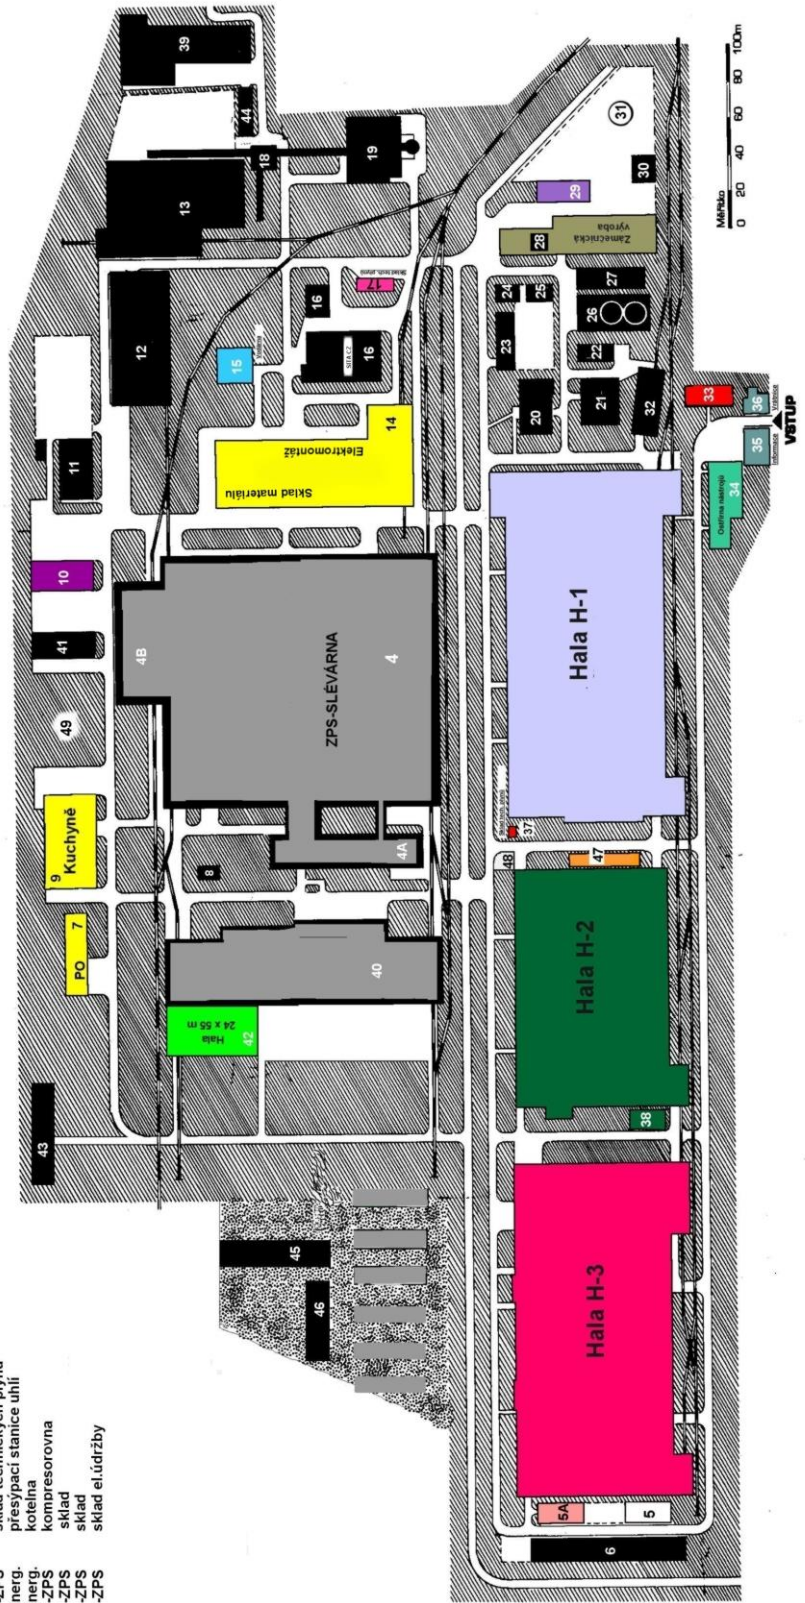 přesypací stanice uhlí
nerg.
kotelna
nerg.
kompresorovna
-ZPS
sklad
-ZPS
sklad
-ZPS
sklad el.údržby
-ZPS
43
PO 7
9 Kuchyně
49
41
10
11
12
13
39
44
18
19
Hala
24 x 55 m
42
40
8
4A
4B
4
ZPS-SLÉVÁRNA
Sklad materiálu
Elektromontáž
14
15
16
16
17
45
46
20
21
22
23
24
25
26
27
28
Zámečnická
výroba
29
30
31
32
33
Ostřírna nástrojů
34
35
Informace
36
Vrátnice
VSTUP
Hala H-1
37
48
47
Hala H-2
38
Hala H-3
5A
5
6
Měřítko
0 20 40 60 80 100m